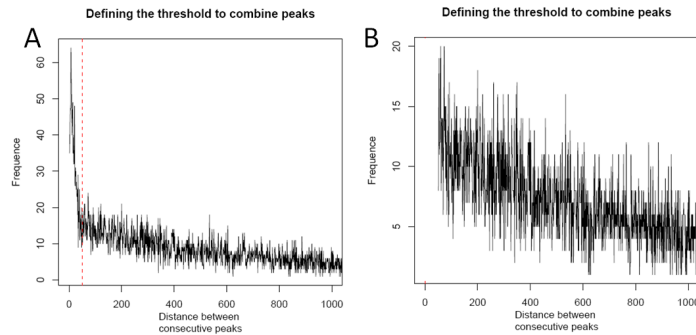 Defining the threshold to combine peaks
A
Frequence
60
50
40
30
20
10
0
0 200 400 600 800 1000
Distance between
consecutive peaks
Defining the threshold to combine peaks
B
Frequence
20
15
10
5
0 200 400 600 800 1000
Distance between
consecutive peaks